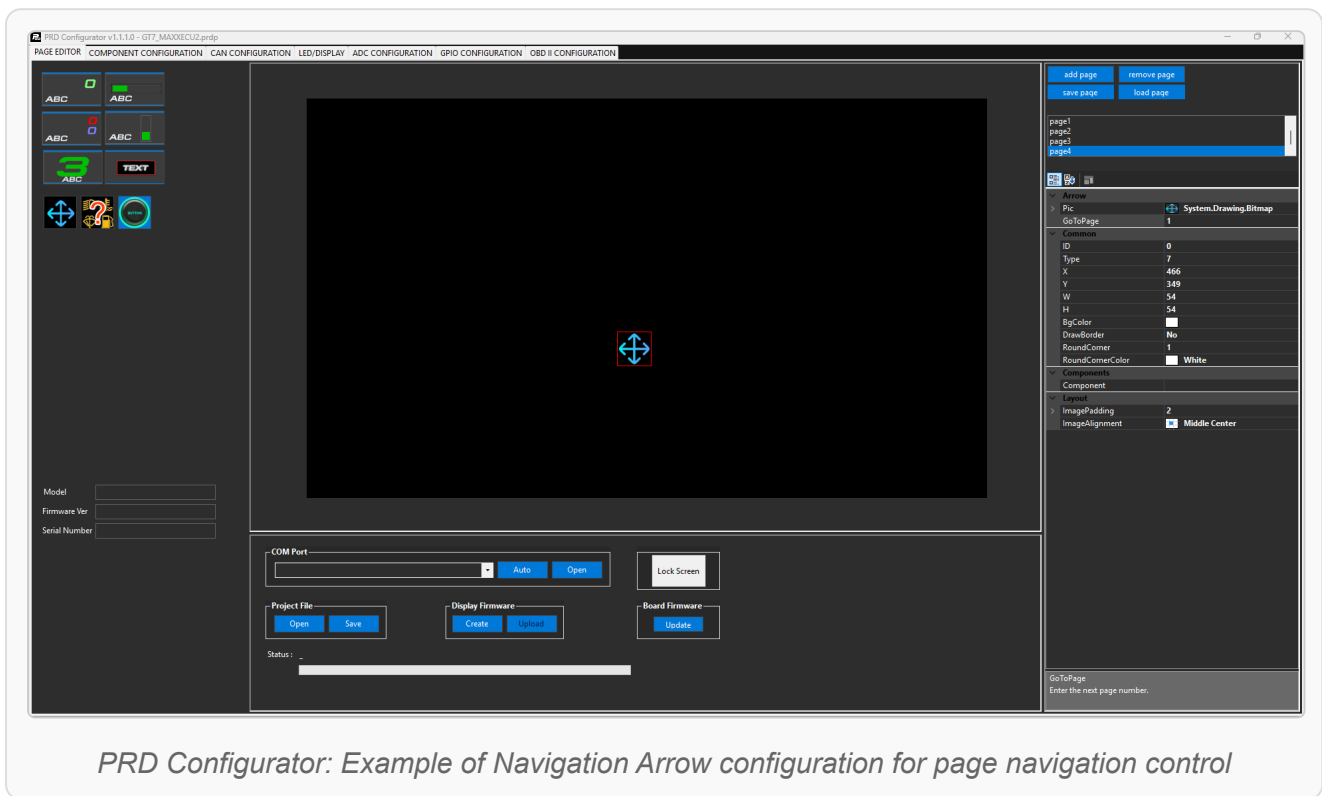 PRD Configurator v1.1.1.0 - GT7_MAXXECU2.prdp
PAGE EDITOR COMPONENT CONFIGURATION CAN CONFIGURATION LED/DISPLAY ADC CONFIGURATION GPIO CONFIGURATION OBD II CONFIGURATION
0
ABC
ABC
0
0
ABC
ABC
3
ABC
TEXT
BUTTON
Model
Firmware Ver
Serial Number
COM Port
Auto
Open
Lock Screen
Project File
Open
Save
Display Firmware
Create
Upload
Board Firmware
Update
Status : _
add page
remove page
save page
load page
page1
page2
page3
page4
Arrow
Pic System.Drawing.Bitmap
GoToPage 1
Common
ID 0
Type 7
X 466
Y 349
W 54
H 54
BgColor
DrawBorder No
RoundCorner 1
RoundCornerColor White
Components
Component
Layout
ImagePadding 2
ImageAlignment Middle Center
GoToPage
Enter the next page number.
PRD Configurator: Example of Navigation Arrow configuration for page navigation control